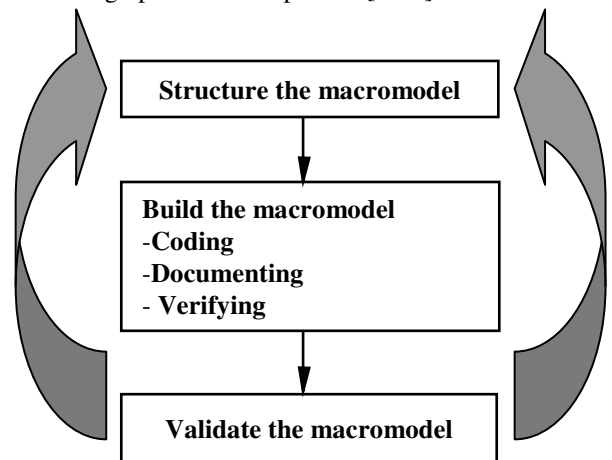 Structure the macromodel
Build the macromodel
-Coding
-Documenting
- Verifying
Validate the macromodel